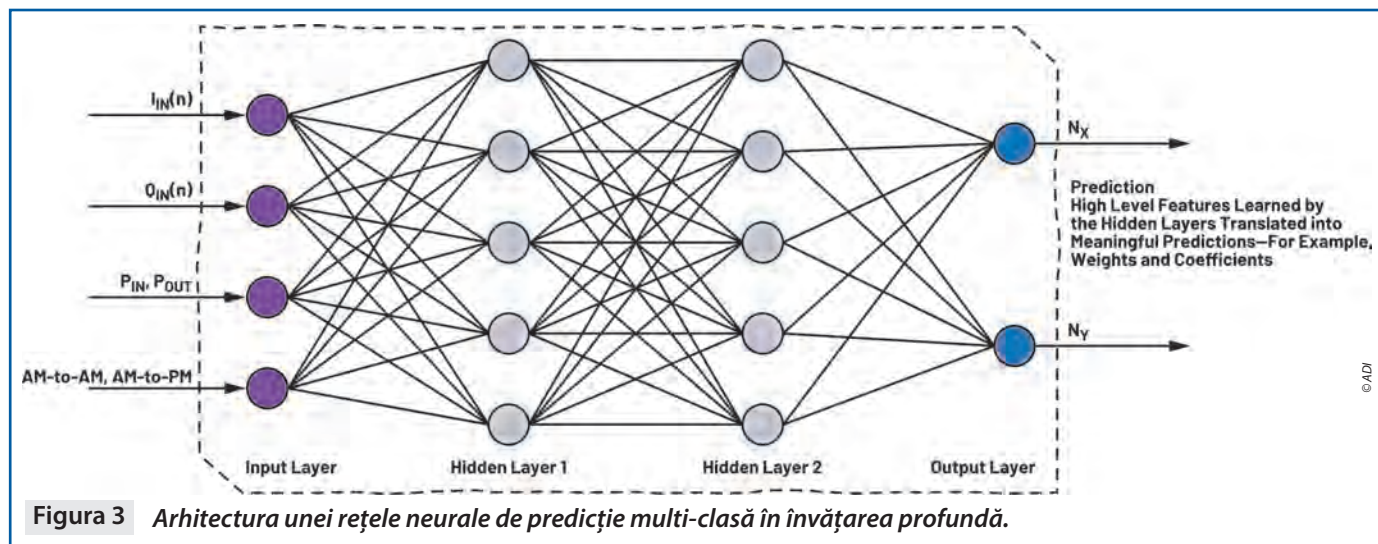 I_IN(n)
Q_IN(n)
P_IN, P_OUT
AM-to-AM, AM-to-PM
Input Layer
Hidden Layer 1
Hidden Layer 2
Output Layer
N_X
Prediction
High Level Features Learned by
the Hidden Layers Translated into
Meaningful Predictions—For Example,
Weights and Coefficients
N_Y
© ADI
Figura 3 Arhitectura unei rețele neurale de predicție multi-clasă în învățarea profundă.